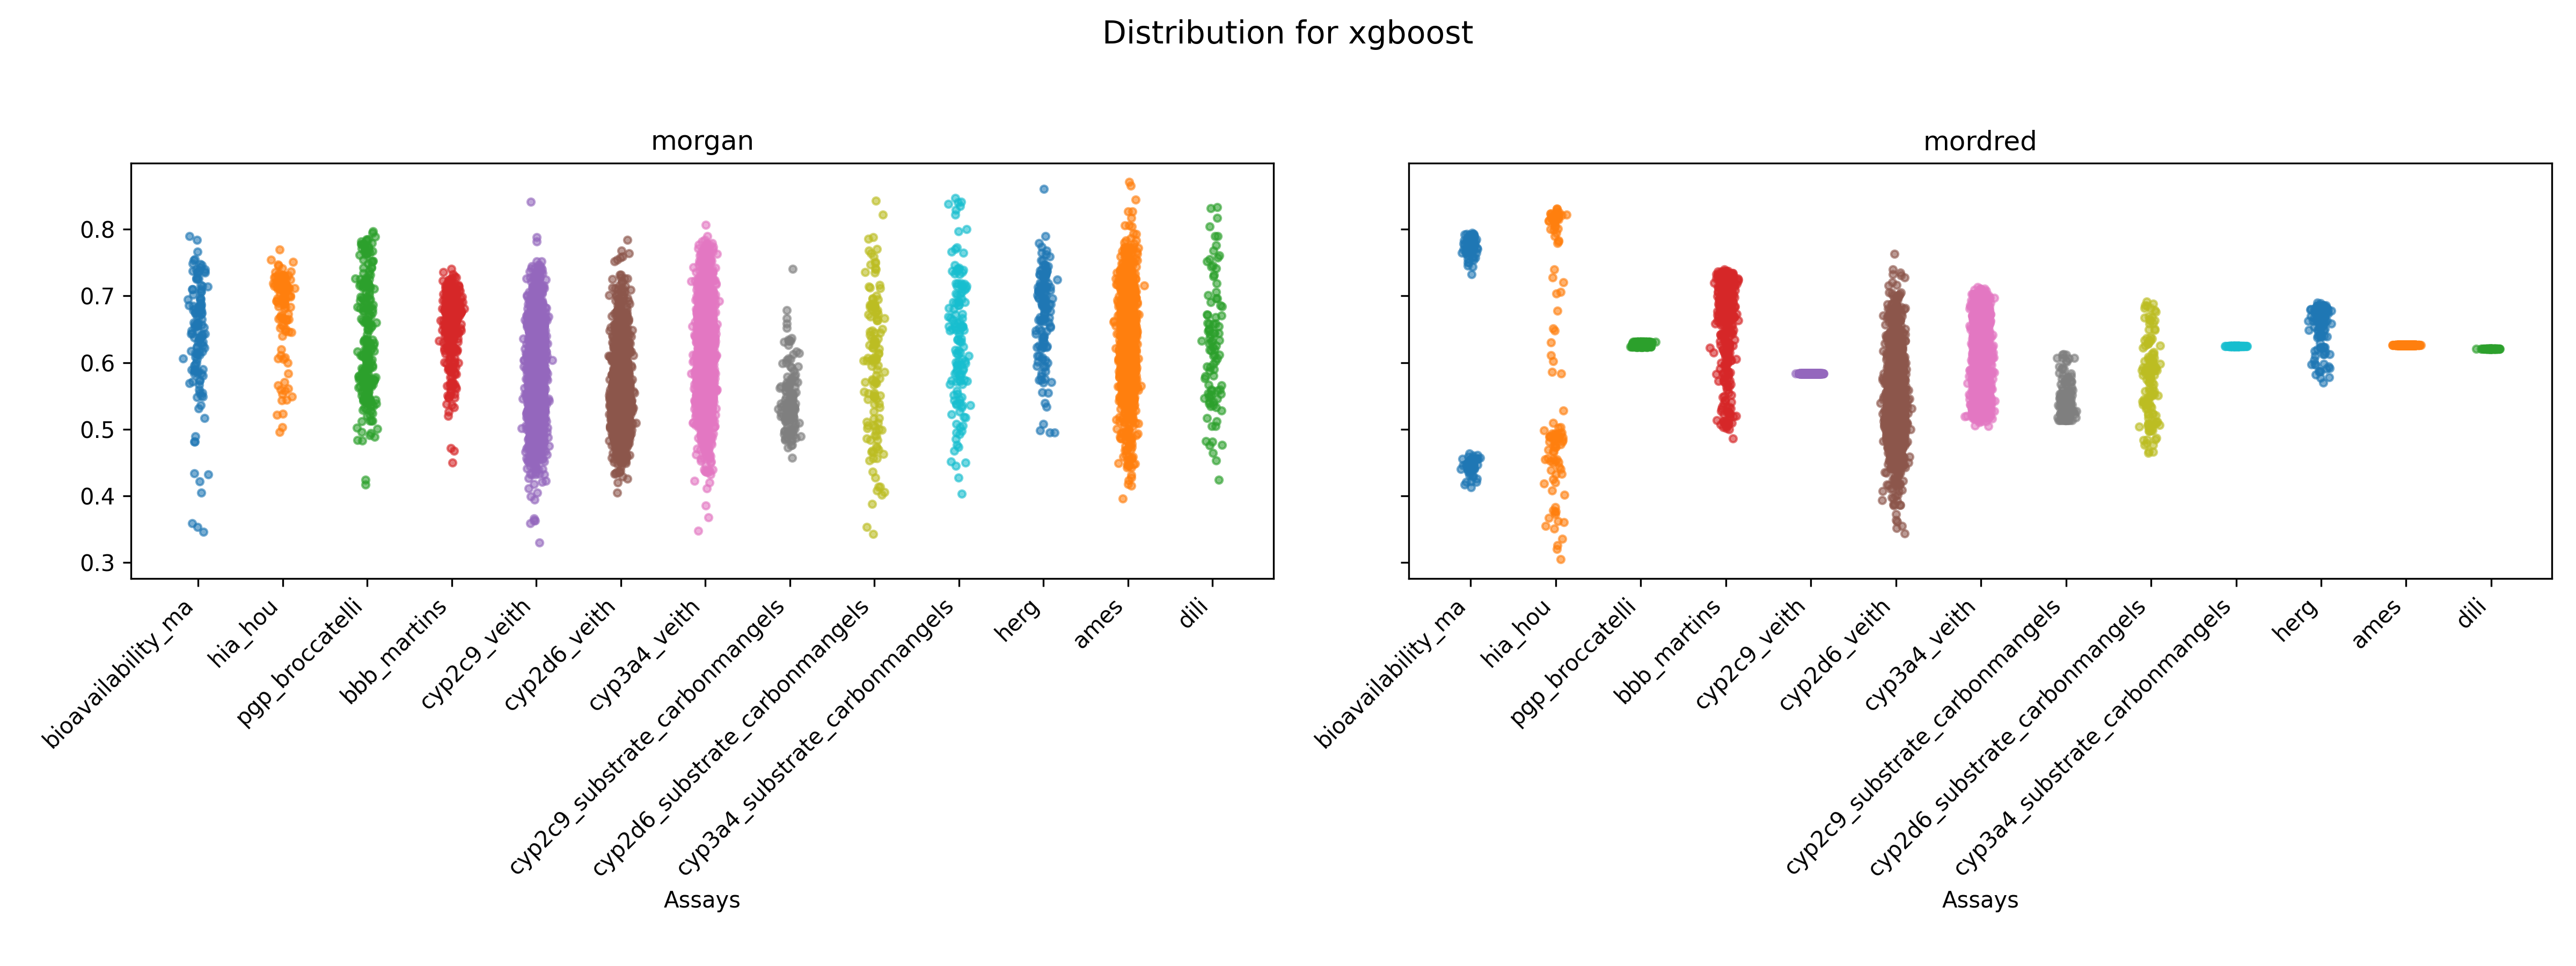 Distribution for xgboost
morgan
0.8
0.7
0.6
0.5
0.4
0.3
bioavailability_ma
hia_hou
pgp_broccatelli
bbb_martins
cyp2c9_veith
cyp2d6_veith
cyp3a4_veith
cyp2c9_substrate_carbonmangels
cyp2d6_substrate_carbonmangels
cyp3a4_substrate_carbonmangels
herg
ames
dili
Assays
mordred
bioavailability_ma
hia_hou
pgp_broccatelli
bbb_martins
cyp2c9_veith
cyp2d6_veith
cyp3a4_veith
cyp2c9_substrate_carbonmangels
cyp2d6_substrate_carbonmangels
cyp3a4_substrate_carbonmangels
herg
ames
dili
Assays